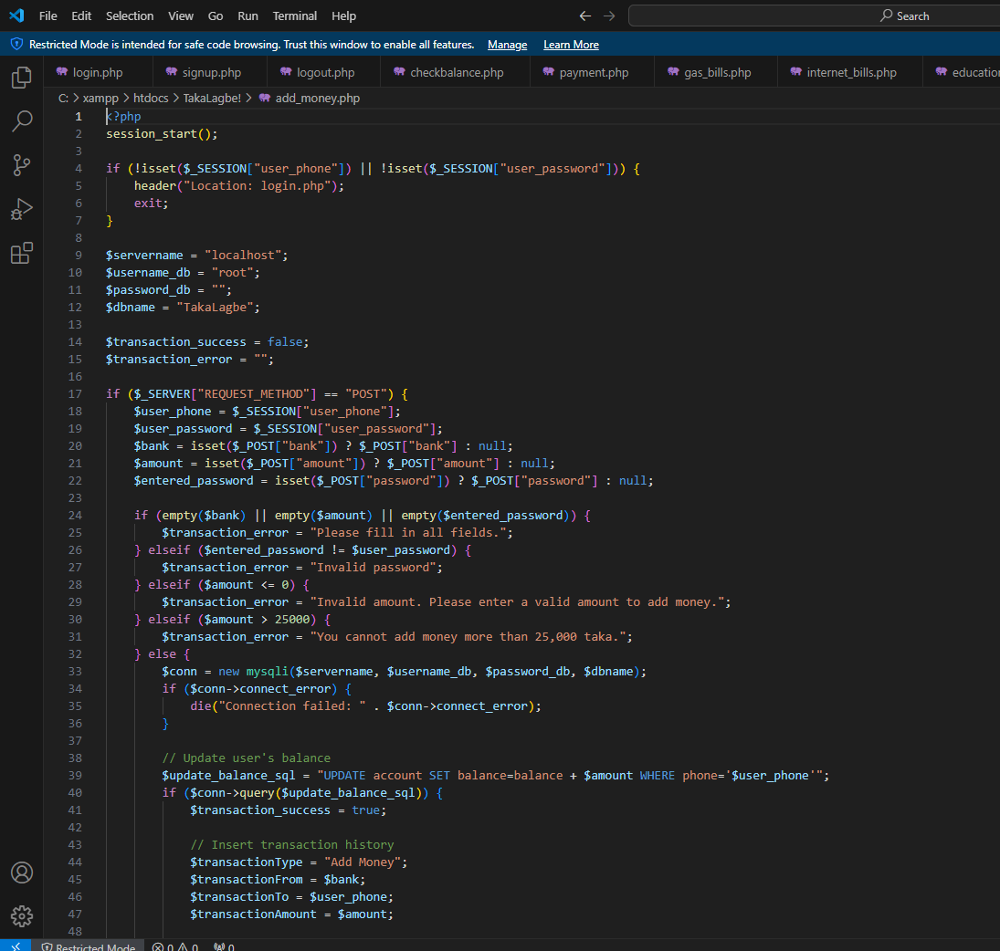 File Edit Selection View Go Run Terminal Help Search
Restricted Mode is intended for safe code browsing. Trust this window to enable all features. Manage Learn More
login.php signup.php logout.php checkbalance.php payment.php gas_bills.php internet_bills.php
C: > xampp > htdocs > TakaLagbe! > add_money.php
1 <?php
2 session_start();
3
4 if (!isset($_SESSION["user_phone"]) || !isset($_SESSION["user_password"])) {
5 header("Location: login.php");
6 exit;
7 }
8
9 $servername = "localhost";
10 $username_db = "root";
11 $password_db = "";
12 $dbname = "TakaLagbe";
13
14 $transaction_success = false;
15 $transaction_error = "";
16
17 if ($_SERVER["REQUEST_METHOD"] == "POST") {
18 $user_phone = $_SESSION["user_phone"];
19 $user_password = $_SESSION["user_password"];
20 $bank = isset($_POST["bank"]) ? $_POST["bank"] : null;
21 $amount = isset($_POST["amount"]) ? $_POST["amount"] : null;
22 $entered_password = isset($_POST["password"]) ? $_POST["password"] : null;
23
24 if (empty($bank) || empty($amount) || empty($entered_password)) {
25 $transaction_error = "Please fill in all fields.";
26 } elseif ($entered_password != $user_password) {
27 $transaction_error = "Invalid password";
28 } elseif ($amount <= 0) {
29 $transaction_error = "Invalid amount. Please enter a valid amount to add money.";
30 } elseif ($amount > 25000) {
31 $transaction_error = "You cannot add money more than 25,000 taka.";
32 } else {
33 $conn = new mysqli($servername, $username_db, $password_db, $dbname);
34 if ($conn->connect_error) {
35 die("Connection failed: " . $conn->connect_error);
36 }
37
38 // Update user's balance
39 $update_balance_sql = "UPDATE account SET balance=balance + $amount WHERE phone='$user_phone'";
40 if ($conn->query($update_balance_sql)) {
41 $transaction_success = true;
42
43 // Insert transaction history
44 $transactionType = "Add Money";
45 $transactionFrom = $bank;
46 $transactionTo = $user_phone;
47 $transactionAmount = $amount;
48
Restricted Mode 0 0 0